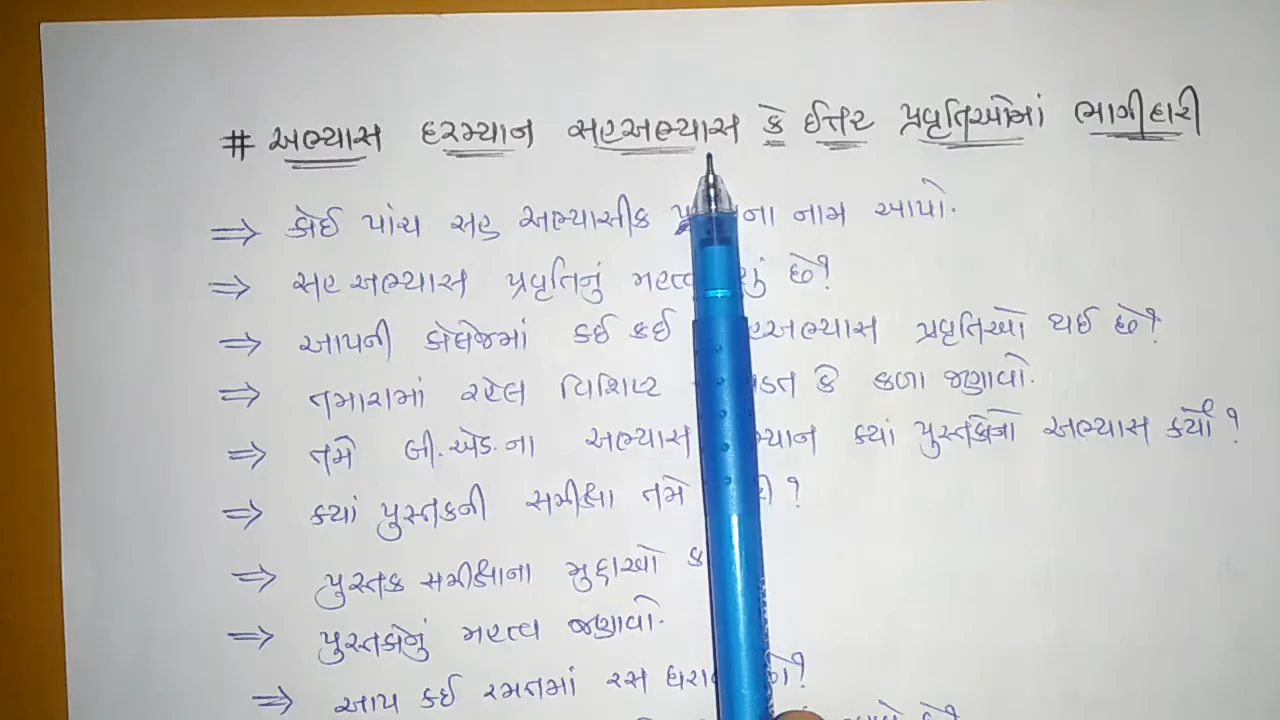 # અભ્યાસ દરમ્યાન સહઅભ્યાસ કે ઈત્તર પ્રવૃતિઓમાં ભાગીદારી
⇒ કોઈ પાંચ સહ અભ્યાસીક ના નામ આપો.
⇒ સહ અભ્યાસ પ્રવૃતિનું મહત્વ છે?
⇒ આપની કોલેજમાં કઈ કઈ પ્રવૃતિઓ થઈ છે?
⇒ તમારામાં રહેલ વિશિષ્ટ કે કળા જણાવો.
⇒ તમે બી.એડ.ના અભ્યાસ ક્યાં પુસ્તકોનો અભ્યાસ કર્યો?
⇒ ક્યાં પુસ્તકની સમીક્ષા તમે ?
⇒ પુસ્તક સમીક્ષાના મુદ્દાઓ
⇒ પુસ્તકોનું મહત્વ જણાવો.
⇒ આપ કઈ રમતમાં રસ